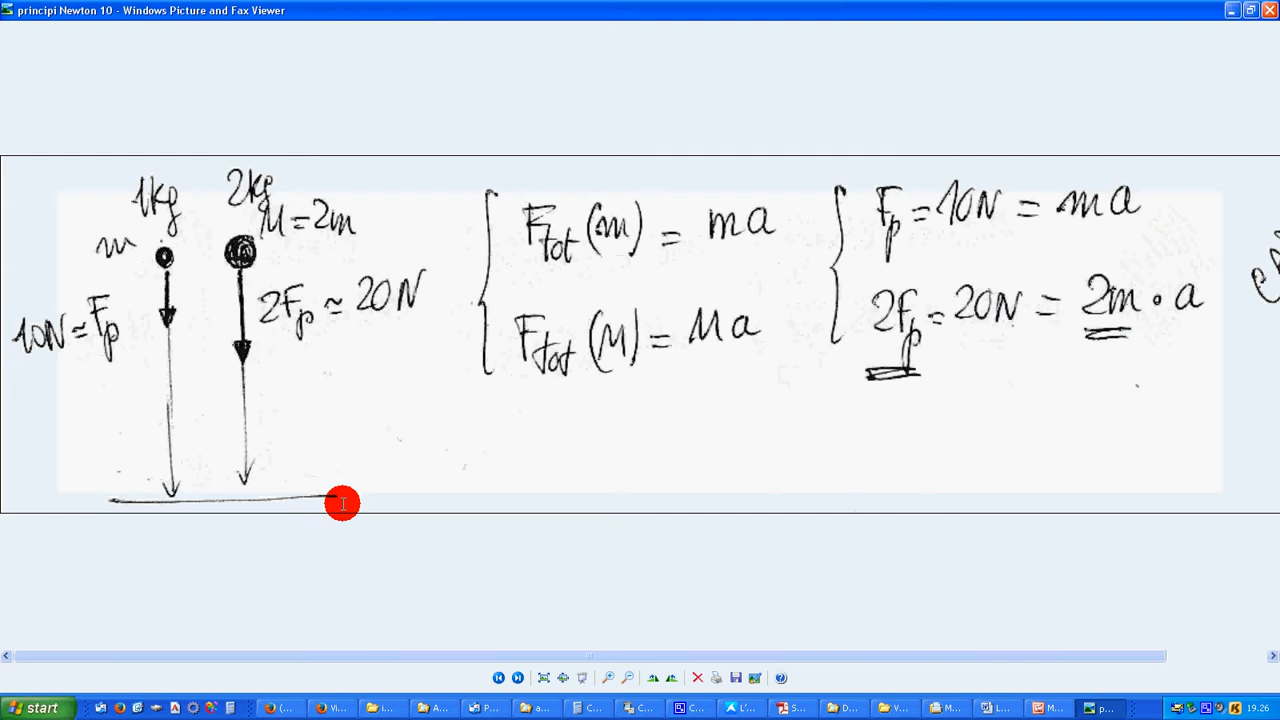 principi Newton 10 - Windows Picture and Fax Viewer
1kg
2kg
m
M = 2m
10N ≃ Fp
2Fp ≃ 20N
Ftot (m) = ma
Ftot (M) = Ma
Fp = 10N = ma
2Fp = 20N = 2m • a
start
(...
Vi...
I...
A...
P...
a...
C...
C...
C...
L'...
S...
D...
V...
M...
L...
M...
p...
19.26